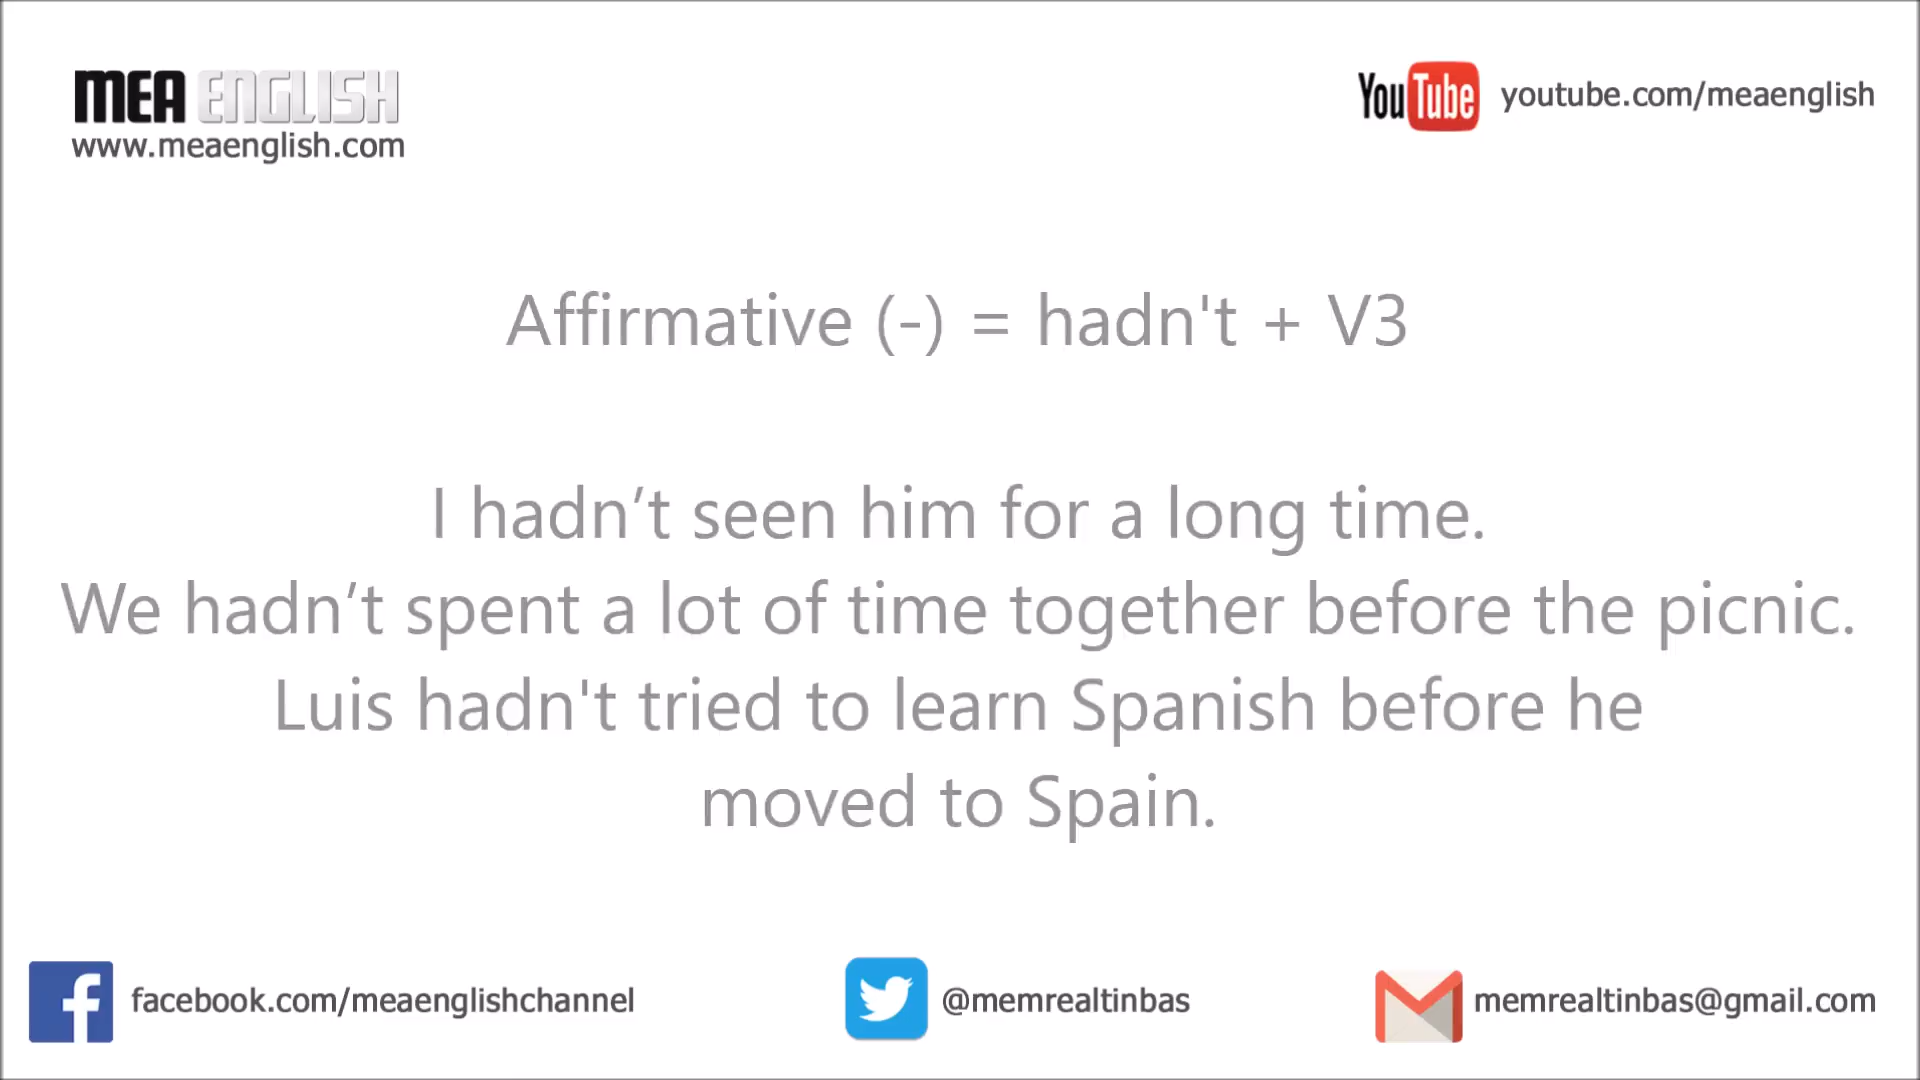 MEA ENGLISH
www.meaenglish.com
YouTube youtube.com/meaenglish
Affirmative (-) = hadn't + V3
I hadn’t seen him for a long time.
We hadn’t spent a lot of time together before the picnic.
Luis hadn't tried to learn Spanish before he
moved to Spain.
facebook.com/meaenglishchannel
@memrealtinbas
memrealtinbas@gmail.com